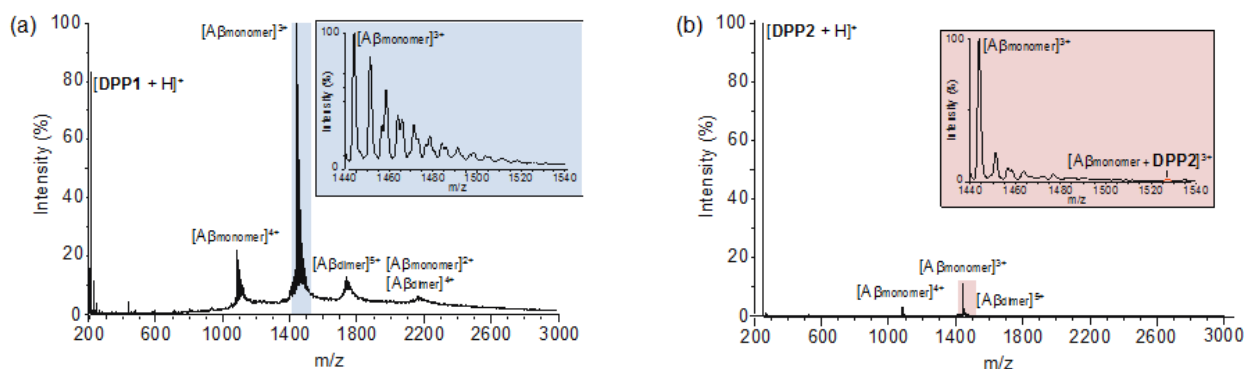 (a)
100
80
60
40
20
0
Intensity (%)
[DPP1 + H]+
[Aβmonomer]3+
[Aβmonomer]4+
[Aβdimer]5+ [Aβmonomer]2+
[Aβdimer]4+
200 600 1000 1400 1800 2200 2600 3000
m/z
100
0
Intensity (%)
[Aβmonomer]3+
1440 1460 1480 1500 1520 1540
m/z
(b)
100
80
60
40
20
0
Intensity (%)
[DPP2 + H]+
[Aβmonomer]3+
[Aβmonomer]4+
[Aβdimer]5+
200 600 1000 1400 1800 2200 2600 3000
m/z
100
0
Intensity (%)
[Aβmonomer]3+
[Aβmonomer + DPP2]3+
1440 1460 1480 1500 1520 1540
m/z